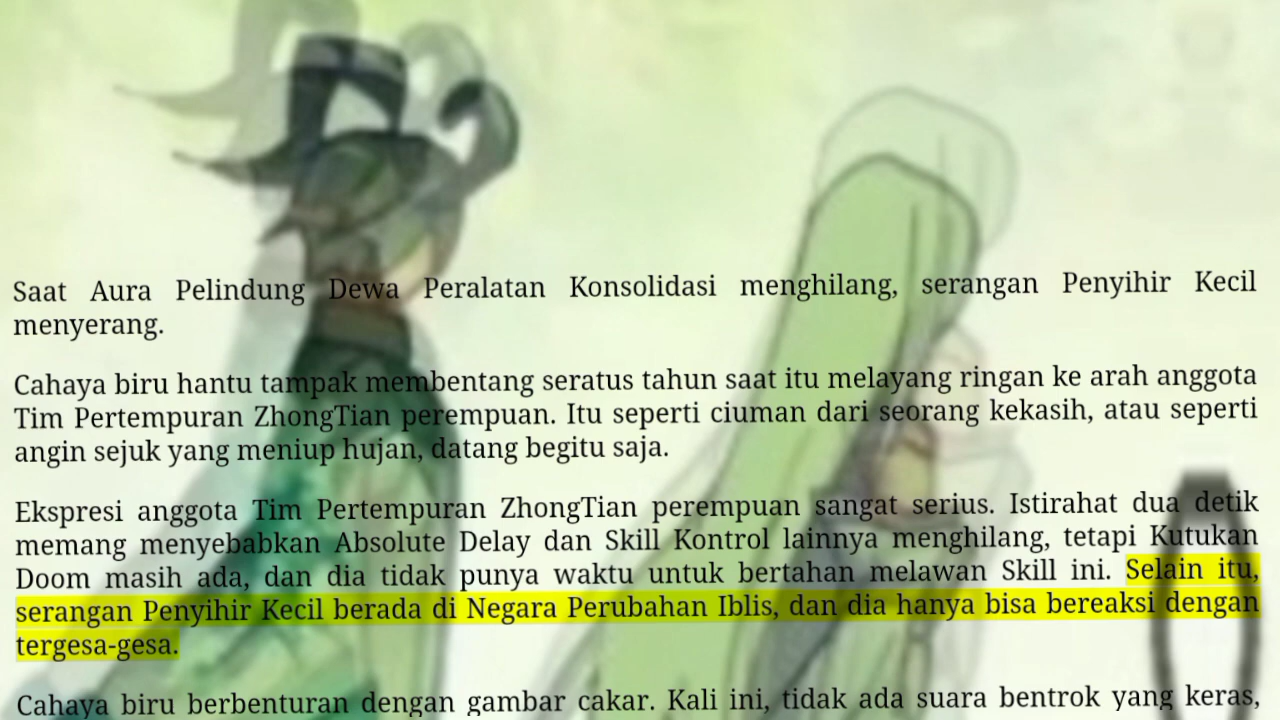 Saat Aura Pelindung Dewa Peralatan Konsolidasi menghilang, serangan Penyihir Kecil
menyerang.
Cahaya biru hantu tampak membentang seratus tahun saat itu melayang ringan ke arah anggota
Tim Pertempuran ZhongTian perempuan. Itu seperti ciuman dari seorang kekasih, atau seperti
angin sejuk yang meniup hujan, datang begitu saja.
Ekspresi anggota Tim Pertempuran ZhongTian perempuan sangat serius. Istirahat dua detik
memang menyebabkan Absolute Delay dan Skill Kontrol lainnya menghilang, tetapi Kutukan
Doom masih ada, dan dia tidak punya waktu untuk bertahan melawan Skill ini. Selain itu,
serangan Penyihir Kecil berada di Negara Perubahan Iblis, dan dia hanya bisa bereaksi dengan
tergesa-gesa.
Cahaya biru berbenturan dengan gambar cakar. Kali ini, tidak ada suara bentrok yang keras,